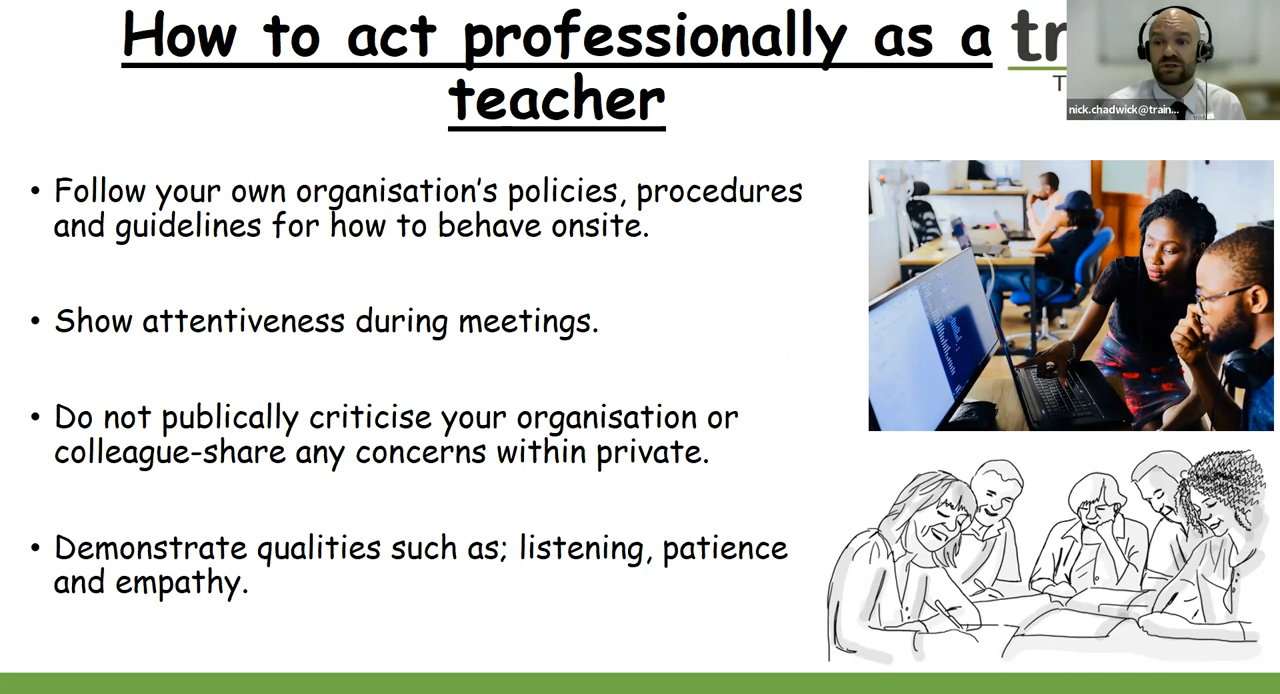 How to act professionally as a
teacher
nick.chadwick@train...
• Follow your own organisation's policies, procedures
and guidelines for how to behave onsite.
• Show attentiveness during meetings.
• Do not publically criticise your organisation or
colleague-share any concerns within private.
• Demonstrate qualities such as; listening, patience
and empathy.